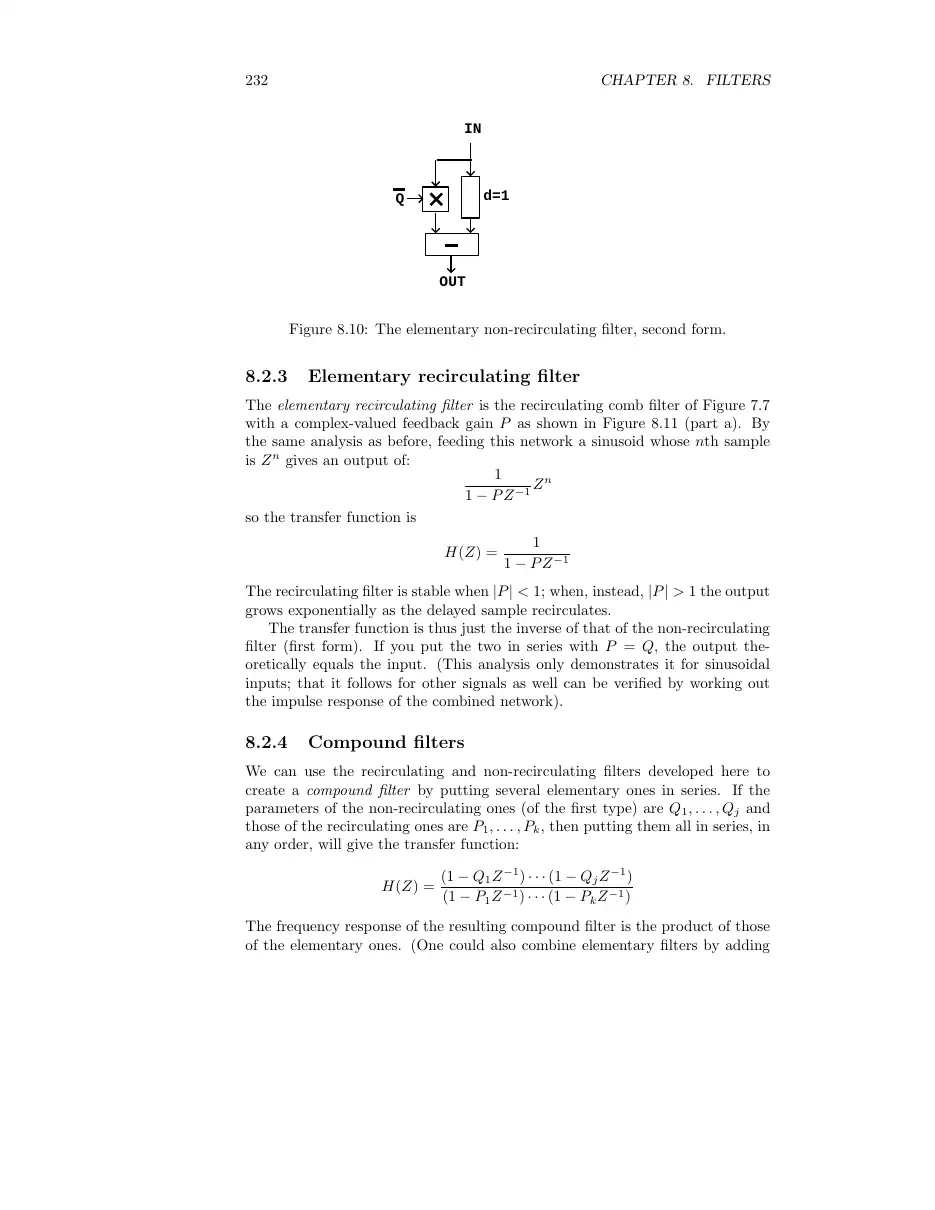 232 CHAPTER 8. FILTERS
IN
Q̅ d=1
OUT
Figure 8.10: The elementary non-recirculating filter, second form.
8.2.3 Elementary recirculating filter
The elementary recirculating filter is the recirculating comb filter of Figure 7.7
with a complex-valued feedback gain P as shown in Figure 8.11 (part a). By
the same analysis as before, feeding this network a sinusoid whose nth sample
is Zⁿ gives an output of:
1
1 − PZ⁻¹ Zⁿ
so the transfer function is
H(Z) = 1
1 − PZ⁻¹
The recirculating filter is stable when |P| < 1; when, instead, |P| > 1 the output
grows exponentially as the delayed sample recirculates.
The transfer function is thus just the inverse of that of the non-recirculating
filter (first form). If you put the two in series with P = Q, the output the-
oretically equals the input. (This analysis only demonstrates it for sinusoidal
inputs; that it follows for other signals as well can be verified by working out
the impulse response of the combined network).
8.2.4 Compound filters
We can use the recirculating and non-recirculating filters developed here to
create a compound filter by putting several elementary ones in series. If the
parameters of the non-recirculating ones (of the first type) are Q₁, . . . , Qⱼ and
those of the recirculating ones are P₁, . . . , Pₖ, then putting them all in series, in
any order, will give the transfer function:
H(Z) = (1 − Q₁Z⁻¹) · · · (1 − QⱼZ⁻¹)
(1 − P₁Z⁻¹) · · · (1 − PₖZ⁻¹)
The frequency response of the resulting compound filter is the product of those
of the elementary ones. (One could also combine elementary filters by adding